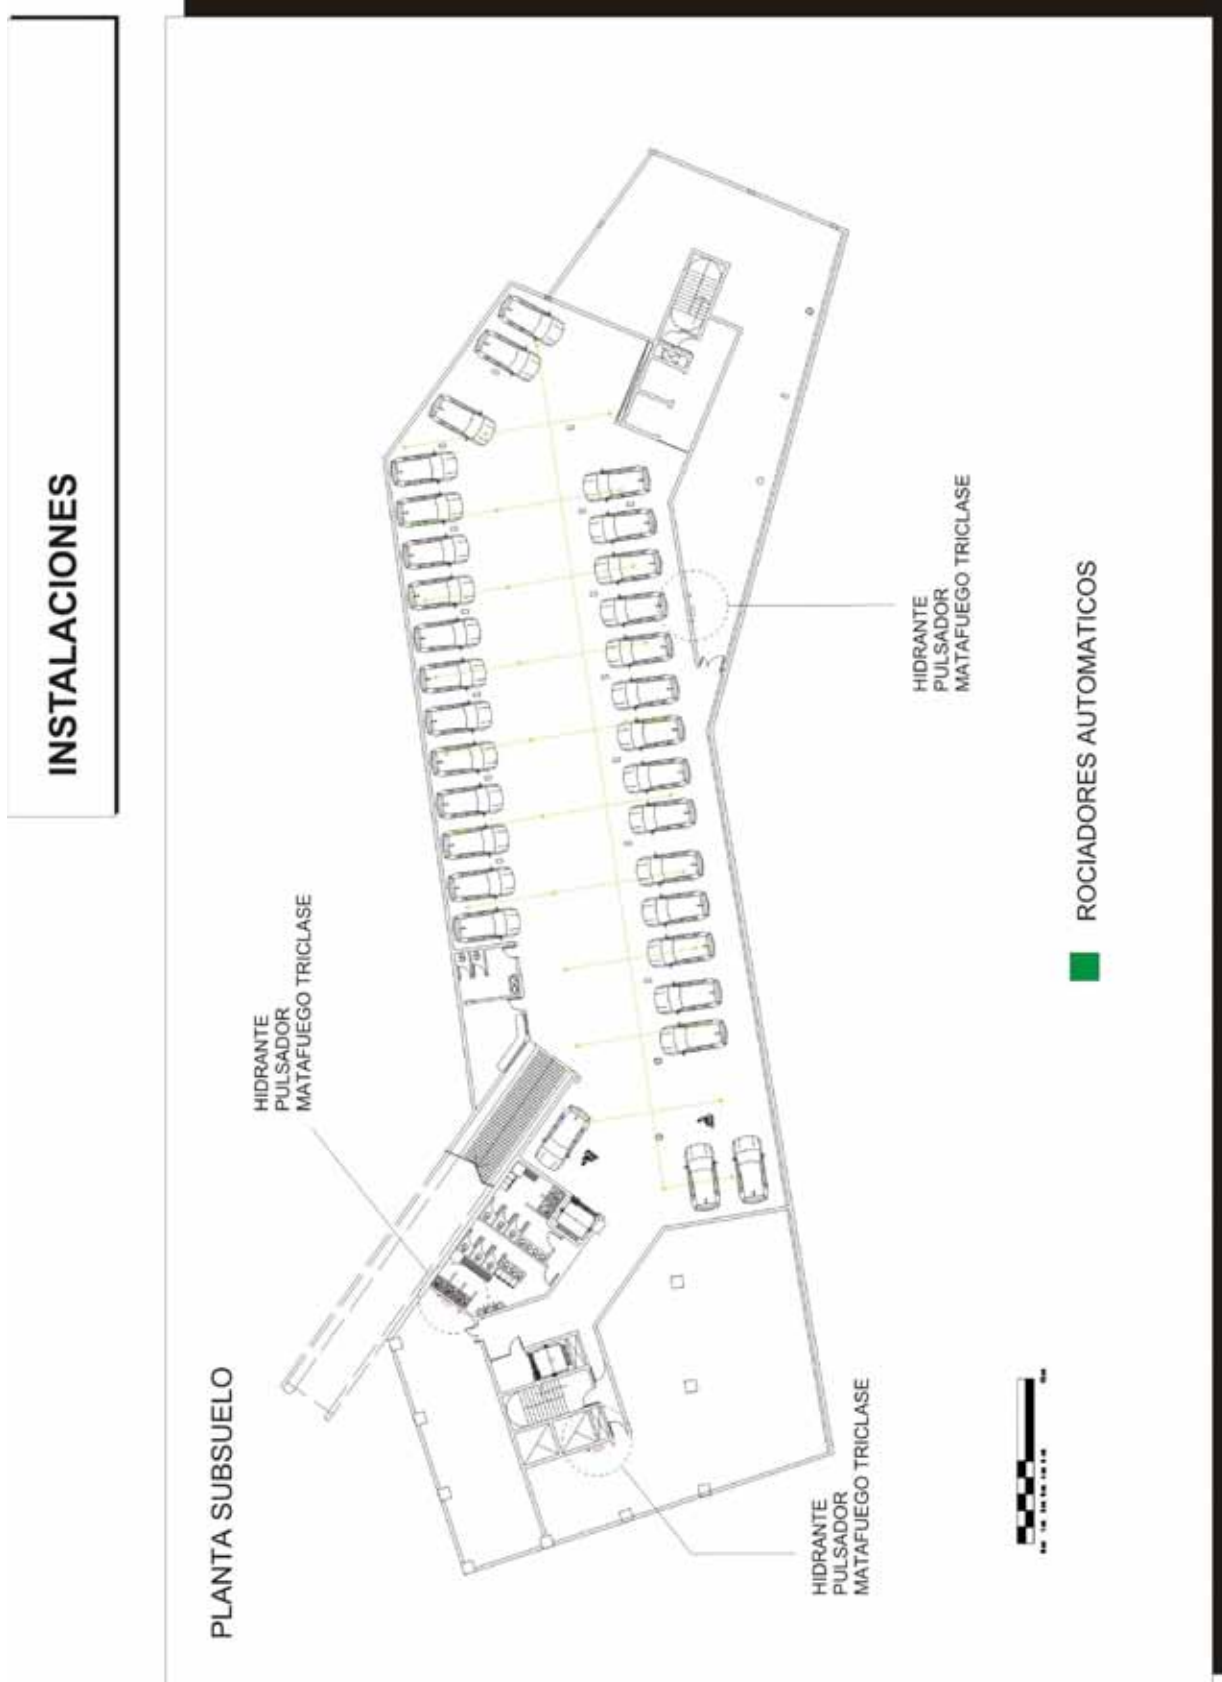 INSTALACIONES
PLANTA SUBSUELO
HIDRANTE
PULSADOR
MATAFUEGO TRICLASE
HIDRANTE
PULSADOR
MATAFUEGO TRICLASE
HIDRANTE
PULSADOR
MATAFUEGO TRICLASE
ROCIADORES AUTOMATICOS